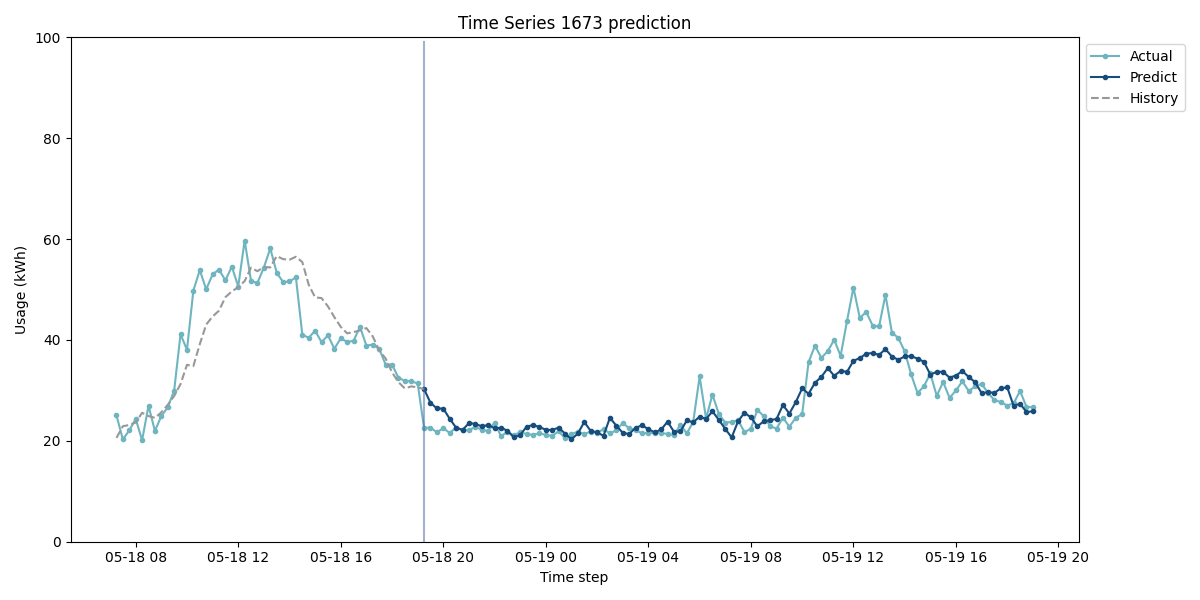 Time Series 1673 prediction
100
80
60
40
20
0
Usage (kWh)
05-18 08
05-18 12
05-18 16
05-18 20
05-19 00
05-19 04
05-19 08
05-19 12
05-19 16
05-19 20
Time step
Actual
Predict
History